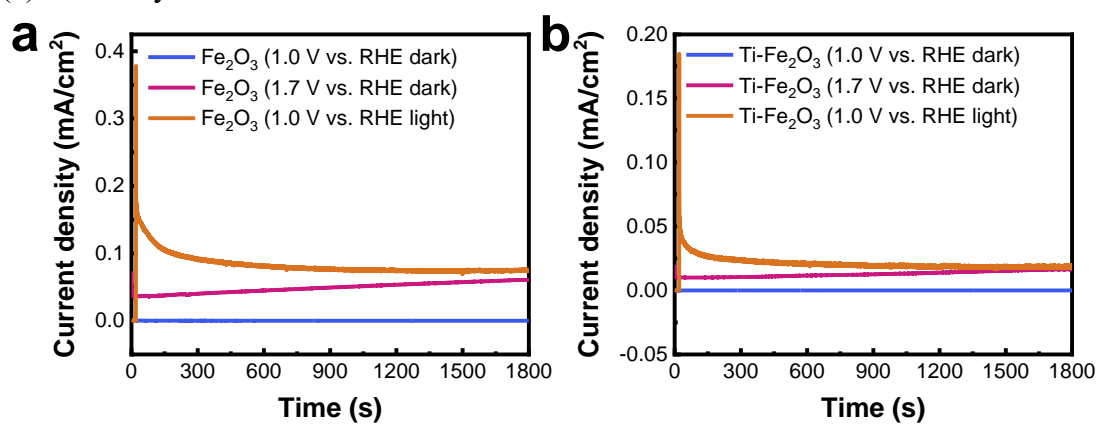 a
Fe2O3 (1.0 V vs. RHE dark)
Fe2O3 (1.7 V vs. RHE dark)
Fe2O3 (1.0 V vs. RHE light)
Current density (mA/cm2)
0.4
0.3
0.2
0.1
0.0
0 300 600 900 1200 1500 1800
Time (s)
b
Ti-Fe2O3 (1.0 V vs. RHE dark)
Ti-Fe2O3 (1.7 V vs. RHE dark)
Ti-Fe2O3 (1.0 V vs. RHE light)
Current density (mA/cm2)
0.20
0.15
0.10
0.05
0.00
-0.05
0 300 600 900 1200 1500 1800
Time (s)